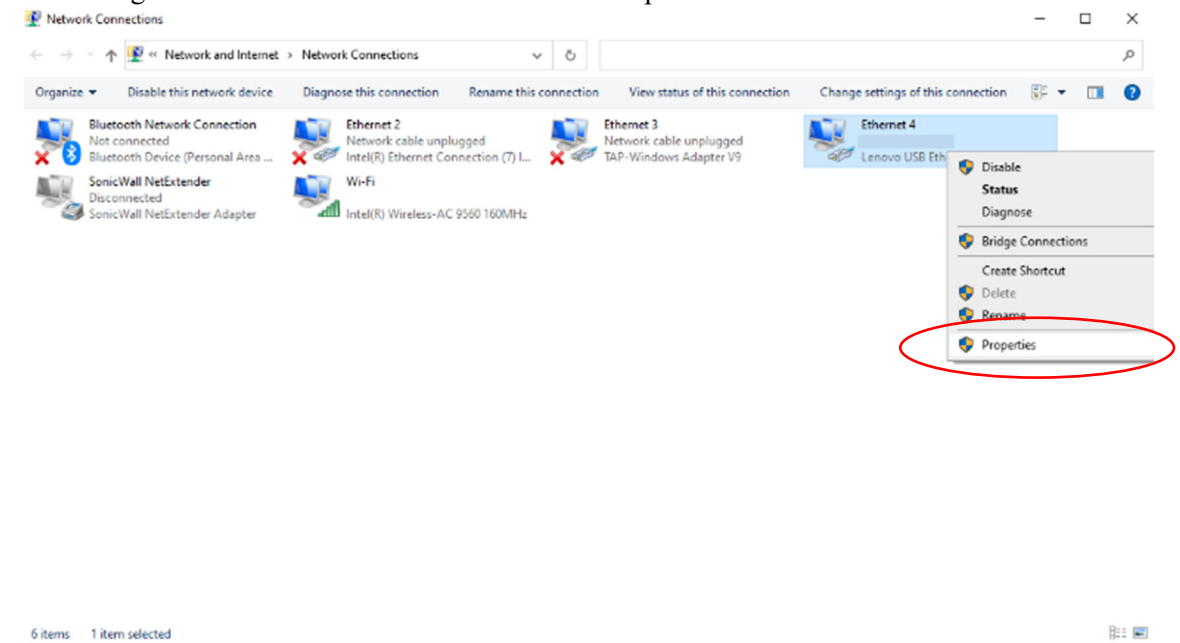 Network Connections
« Network and Internet > Network Connections
Organize Disable this network device Diagnose this connection Rename this connection View status of this connection Change settings of this connection
Bluetooth Network Connection
Not connected
Bluetooth Device (Personal Area ...
Ethernet 2
Network cable unplugged
Intel(R) Ethernet Connection (7) I...
Ethernet 3
Network cable unplugged
TAP-Windows Adapter V9
Ethernet 4
Lenovo USB Eth
SonicWall NetExtender
Disconnected
SonicWall NetExtender Adapter
Wi-Fi
Intel(R) Wireless-AC 9560 160MHz
Disable
Status
Diagnose
Bridge Connections
Create Shortcut
Delete
Rename
Properties
6 items 1 item selected